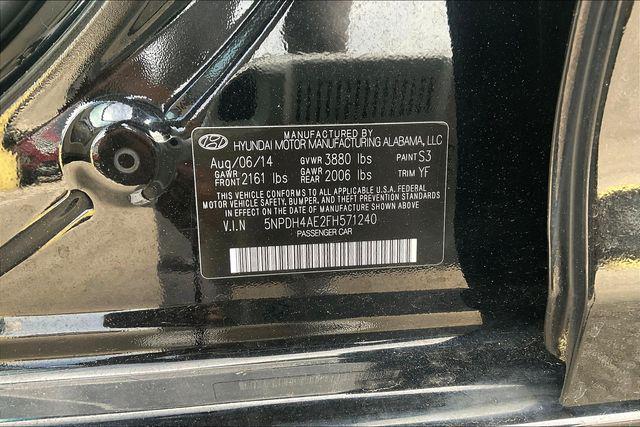 MANUFACTURED BY
HYUNDAI MOTOR MANUFACTURING ALABAMA, LLC
Aug/06/14 GVWR 3880 lbs PAINT S3
GAWR FRONT 2161 lbs GAWR REAR 2006 lbs TRIM YF
THIS VEHICLE CONFORMS TO ALL APPLICABLE U.S.A. FEDERAL
MOTOR VEHICLE SAFETY, BUMPER, AND THEFT PREVENTION STANDARDS
IN EFFECT ON THE DATE OF MANUFACTURE SHOWN ABOVE
V.I.N 5NPDH4AE2FH571240
PASSENGER CAR